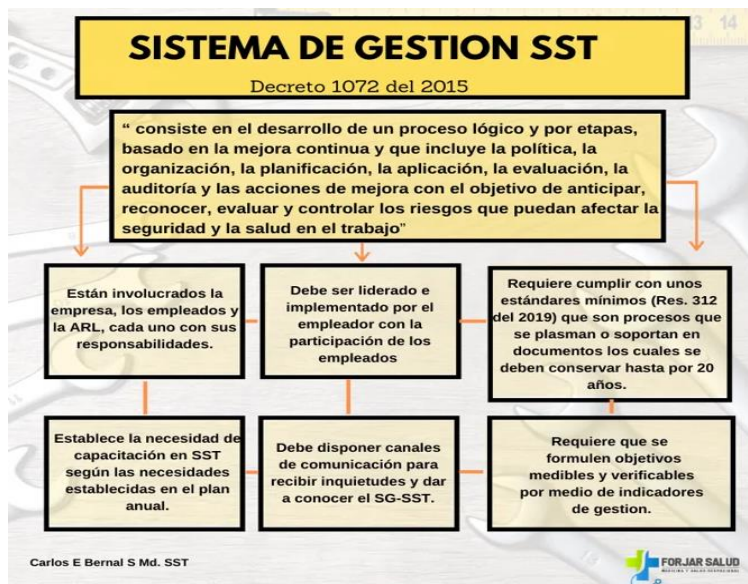 13 14
SISTEMA DE GESTION SST
Decreto 1072 del 2015
“ consiste en el desarrollo de un proceso lógico y por etapas,
basado en la mejora continua y que incluye la política, la
organización, la planificación, la aplicación, la evaluación, la
auditoría y las acciones de mejora con el objetivo de anticipar,
reconocer, evaluar y controlar los riesgos que puedan afectar la
seguridad y la salud en el trabajo”
Están involucrados la
empresa, los empleados y
la ARL, cada uno con sus
responsabilidades.
Debe ser liderado e
implementado por el
empleador con la
participación de los
empleados
Requiere cumplir con unos
estándares mínimos (Res. 312
del 2019) que son procesos que
se plasman o soportan en
documentos los cuales se
deben conservar hasta por 20
años.
Establece la necesidad de
capacitación en SST
según las necesidades
establecidas en el plan
anual.
Debe disponer canales
de comunicación para
recibir inquietudes y dar
a conocer el SG-SST.
Requiere que se
formulen objetivos
medibles y verificables
por medio de indicadores
de gestion.
Carlos E Bernal S Md. SST
FORJAR SALUD
MEDICINA Y SALUD OCUPACIONAL